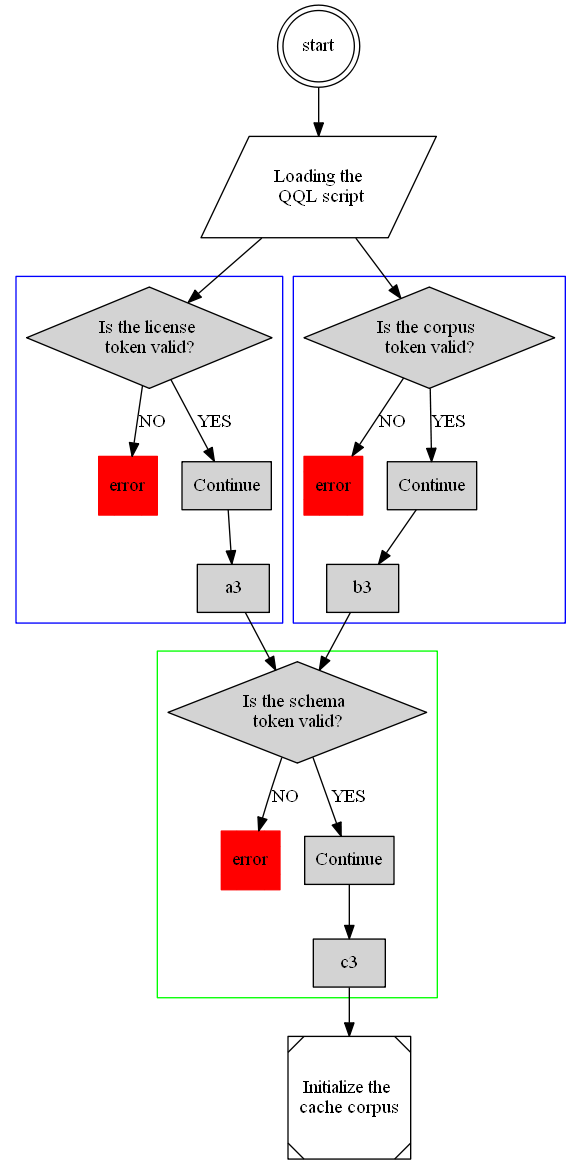 start
Loading the
QQL script
Is the license
token valid?
Is the corpus
token valid?
NO
YES
NO
YES
error
Continue
error
Continue
a3
b3
Is the schema
token valid?
NO
YES
error
Continue
c3
Initialize the
cache corpus